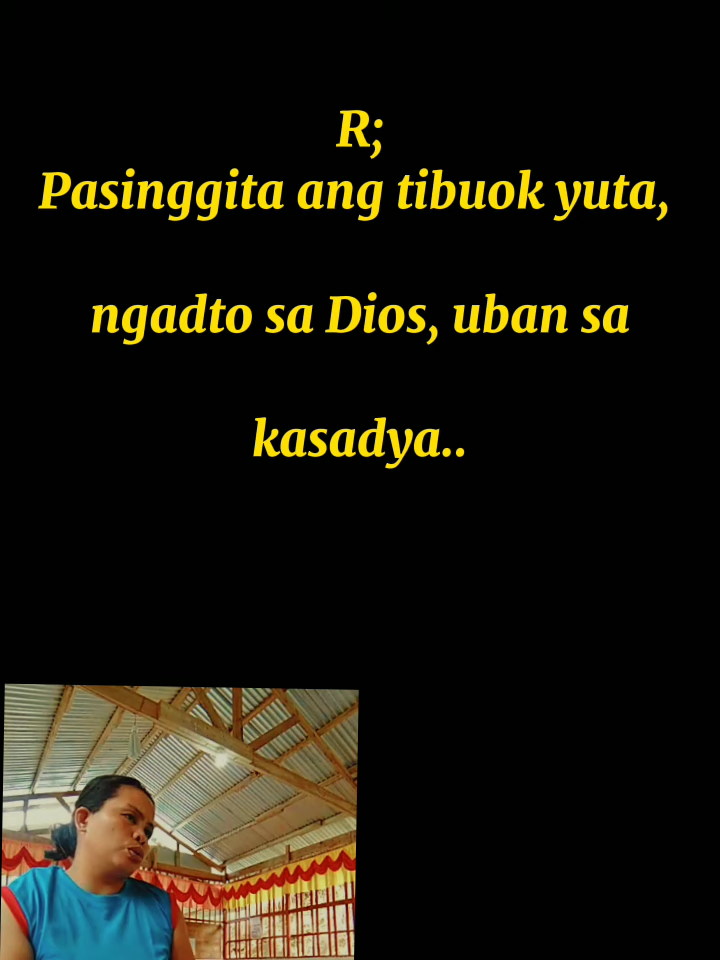 R;
Pasinggita ang tibuok yuta,
ngadto sa Dios, uban sa
kasadya..